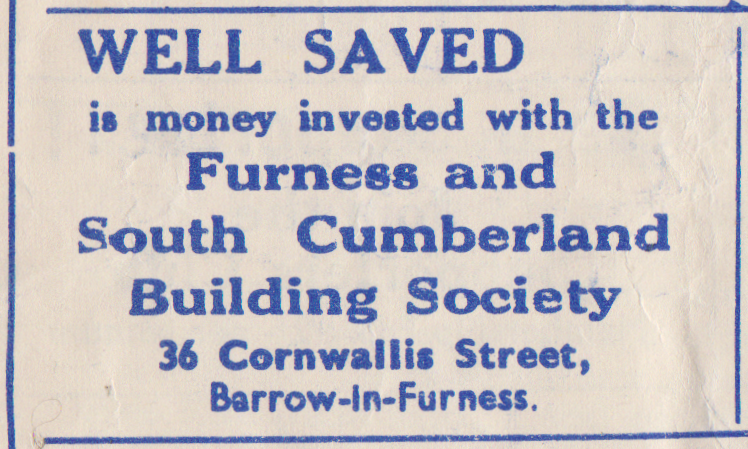 WELL SAVED
is money invested with the
Furness and
South Cumberland
Building Society
36 Cornwallis Street,
Barrow-In-Furness.